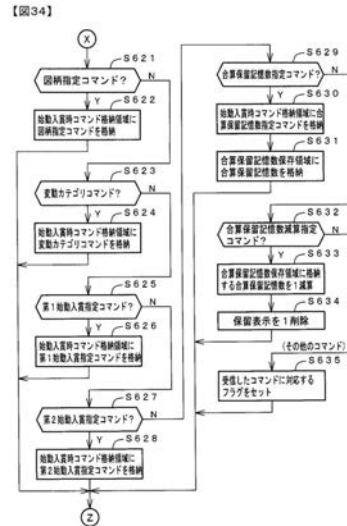 【図34】
X
S621
図柄指定コマンド？
N
Y
S622
始動入賞時コマンド格納領域に
図柄指定コマンドを格納
S623
変動カテゴリコマンド？
N
Y
S624
始動入賞時コマンド格納領域に
変動カテゴリコマンドを格納
S625
第1始動入賞指定コマンド？
N
Y
S626
始動入賞時コマンド格納領域に
第1始動入賞指定コマンドを格納
S627
第2始動入賞指定コマンド？
N
Y
S628
始動入賞時コマンド格納領域に
第2始動入賞指定コマンドを格納
Z
S629
合算保留記憶数指定コマンド？
N
Y
S630
始動入賞時コマンド格納領域に合
算保留記憶数指定コマンドを格納
S631
合算保留記憶数保存領域に
合算保留記憶数を格納
S632
合算保留記憶数減算指定
コマンド？
N
Y
S633
合算保留記憶数保存領域に格納
する合算保留記憶数を1減算
S634
保留表示を1削除
(その他のコマンド)
S635
受信したコマンドに対応する
フラグをセット